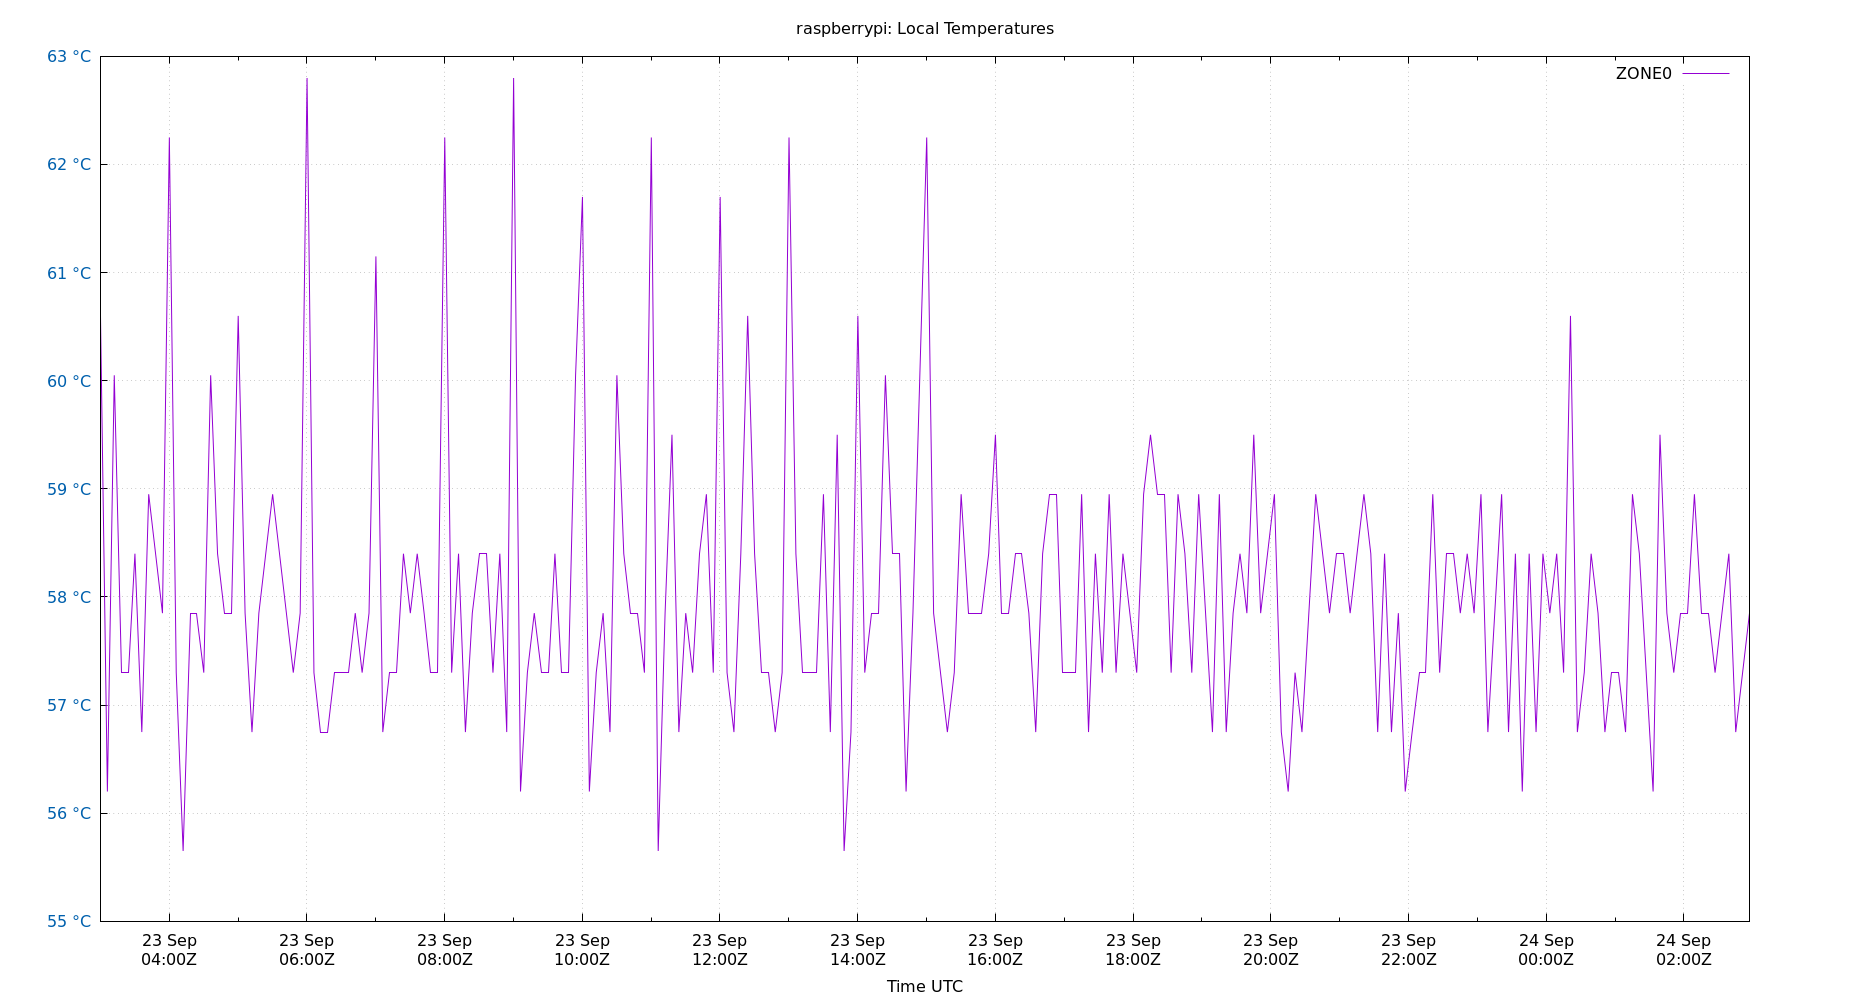 raspberrypi: Local Temperatures
63 °C
ZONE0
62 °C
61 °C
60 °C
59 °C
58 °C
57 °C
56 °C
55 °C
23 Sep 23 Sep 23 Sep 23 Sep 23 Sep 23 Sep 23 Sep 23 Sep 23 Sep 23 Sep 24 Sep 24 Sep
04:00Z 06:00Z 08:00Z 10:00Z 12:00Z 14:00Z 16:00Z 18:00Z 20:00Z 22:00Z 00:00Z 02:00Z
Time UTC